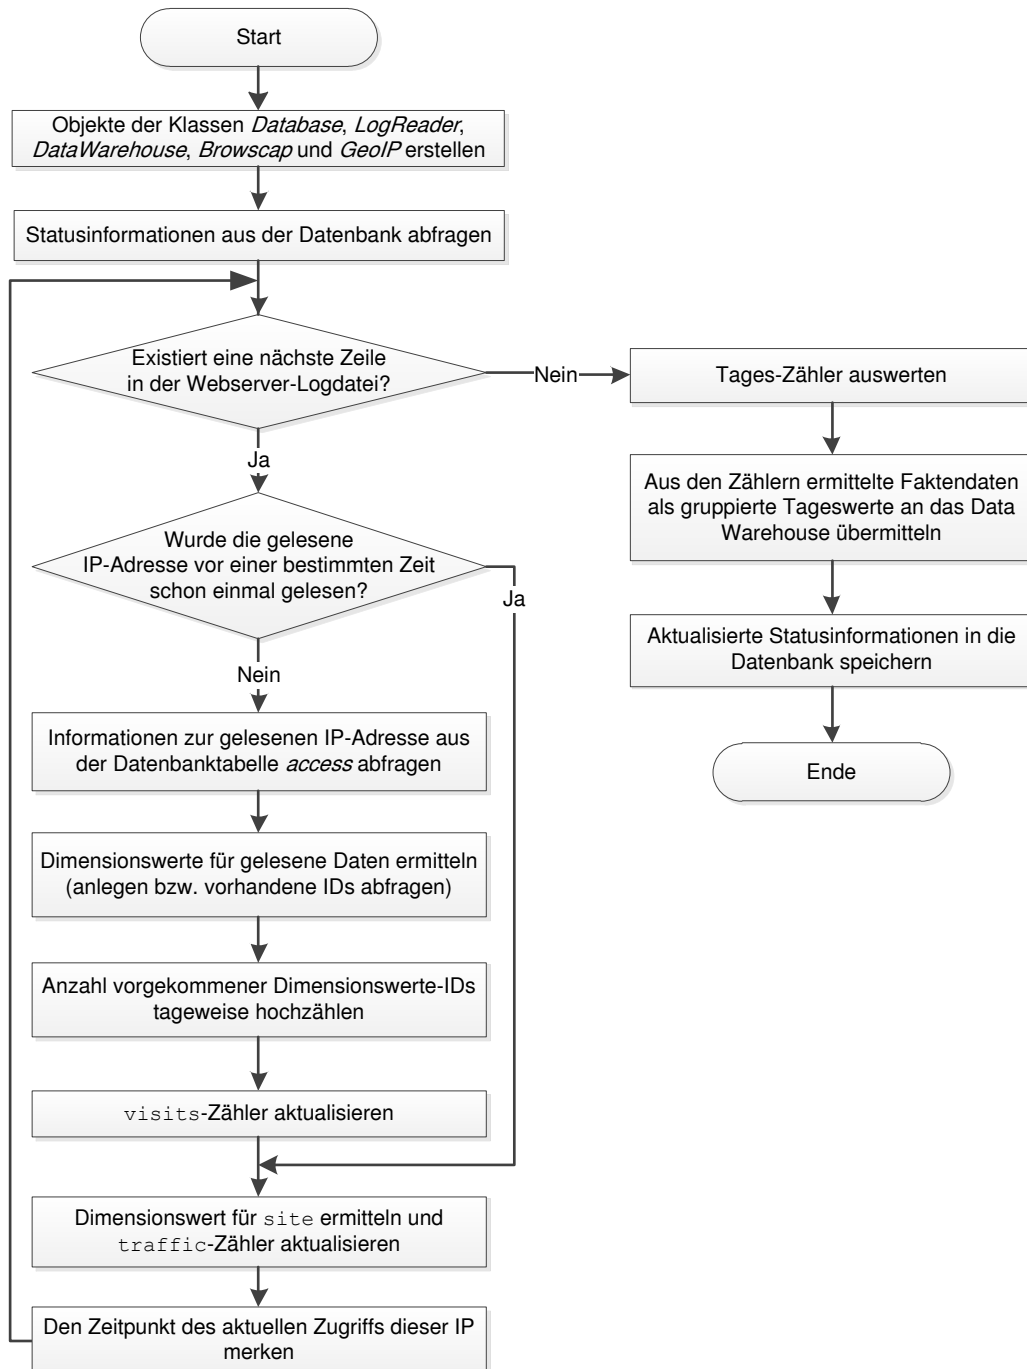 Start
Objekte der Klassen Database, LogReader,
DataWarehouse, Browscap und GeoIP erstellen
Statusinformationen aus der Datenbank abfragen
Existiert eine nächste Zeile
in der Webserver-Logdatei?
Nein
Ja
Wurde die gelesene
IP-Adresse vor einer bestimmten Zeit
schon einmal gelesen?
Ja
Nein
Informationen zur gelesenen IP-Adresse aus
der Datenbanktabelle access abfragen
Dimensionswerte für gelesene Daten ermitteln
(anlegen bzw. vorhandene IDs abfragen)
Anzahl vorgekommener Dimensionswerte-IDs
tageweise hochzählen
visits-Zähler aktualisieren
Dimensionswert für site ermitteln und
traffic-Zähler aktualisieren
Den Zeitpunkt des aktuellen Zugriffs dieser IP
merken
Tages-Zähler auswerten
Aus den Zählern ermittelte Faktendaten
als gruppierte Tageswerte an das Data
Warehouse übermitteln
Aktualisierte Statusinformationen in die
Datenbank speichern
Ende